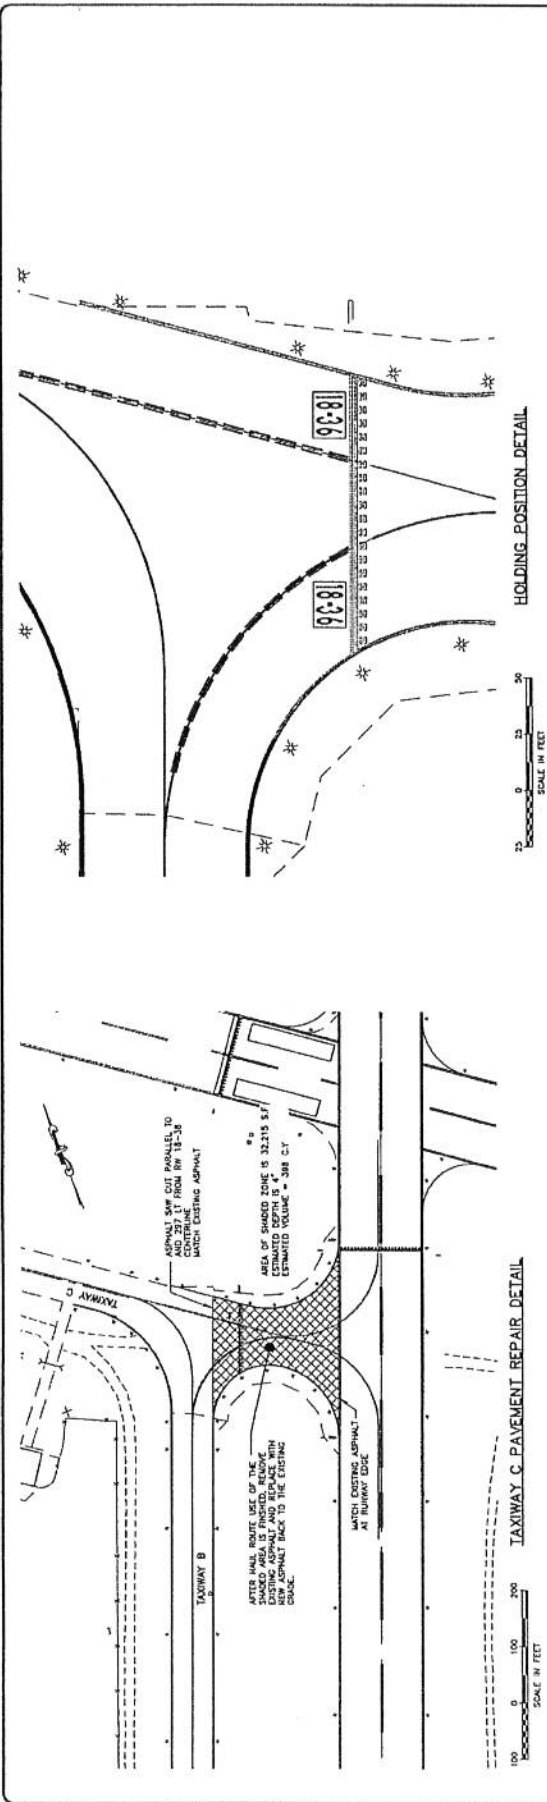 TAXIWAY C
ASPHALT SAW CUT PARALLEL TO
AND 297 LT FROM RW 18-36
CENTERLINE
MATCH EXISTING ASPHALT
AREA OF SHADED ZONE IS 32,215 S.F.
ESTIMATED DEPTH IS 4"
ESTIMATED VOLUME = 398 C.Y
TAXIWAY B
AFTER HAUL ROUTE USE OF THE
SHADED AREA IS FINISHED, REMOVE
EXISTING ASPHALT AND REPLACE WITH
NEW ASPHALT BACK TO THE EXISTING
GRADE.
MATCH EXISTING ASPHALT
AT RUNWAY EDGE
100 0 100 200
SCALE IN FEET
TAXIWAY C PAVEMENT REPAIR DETAIL
18-36
18-36
25 0 25 50
SCALE IN FEET
HOLDING POSITION DETAIL